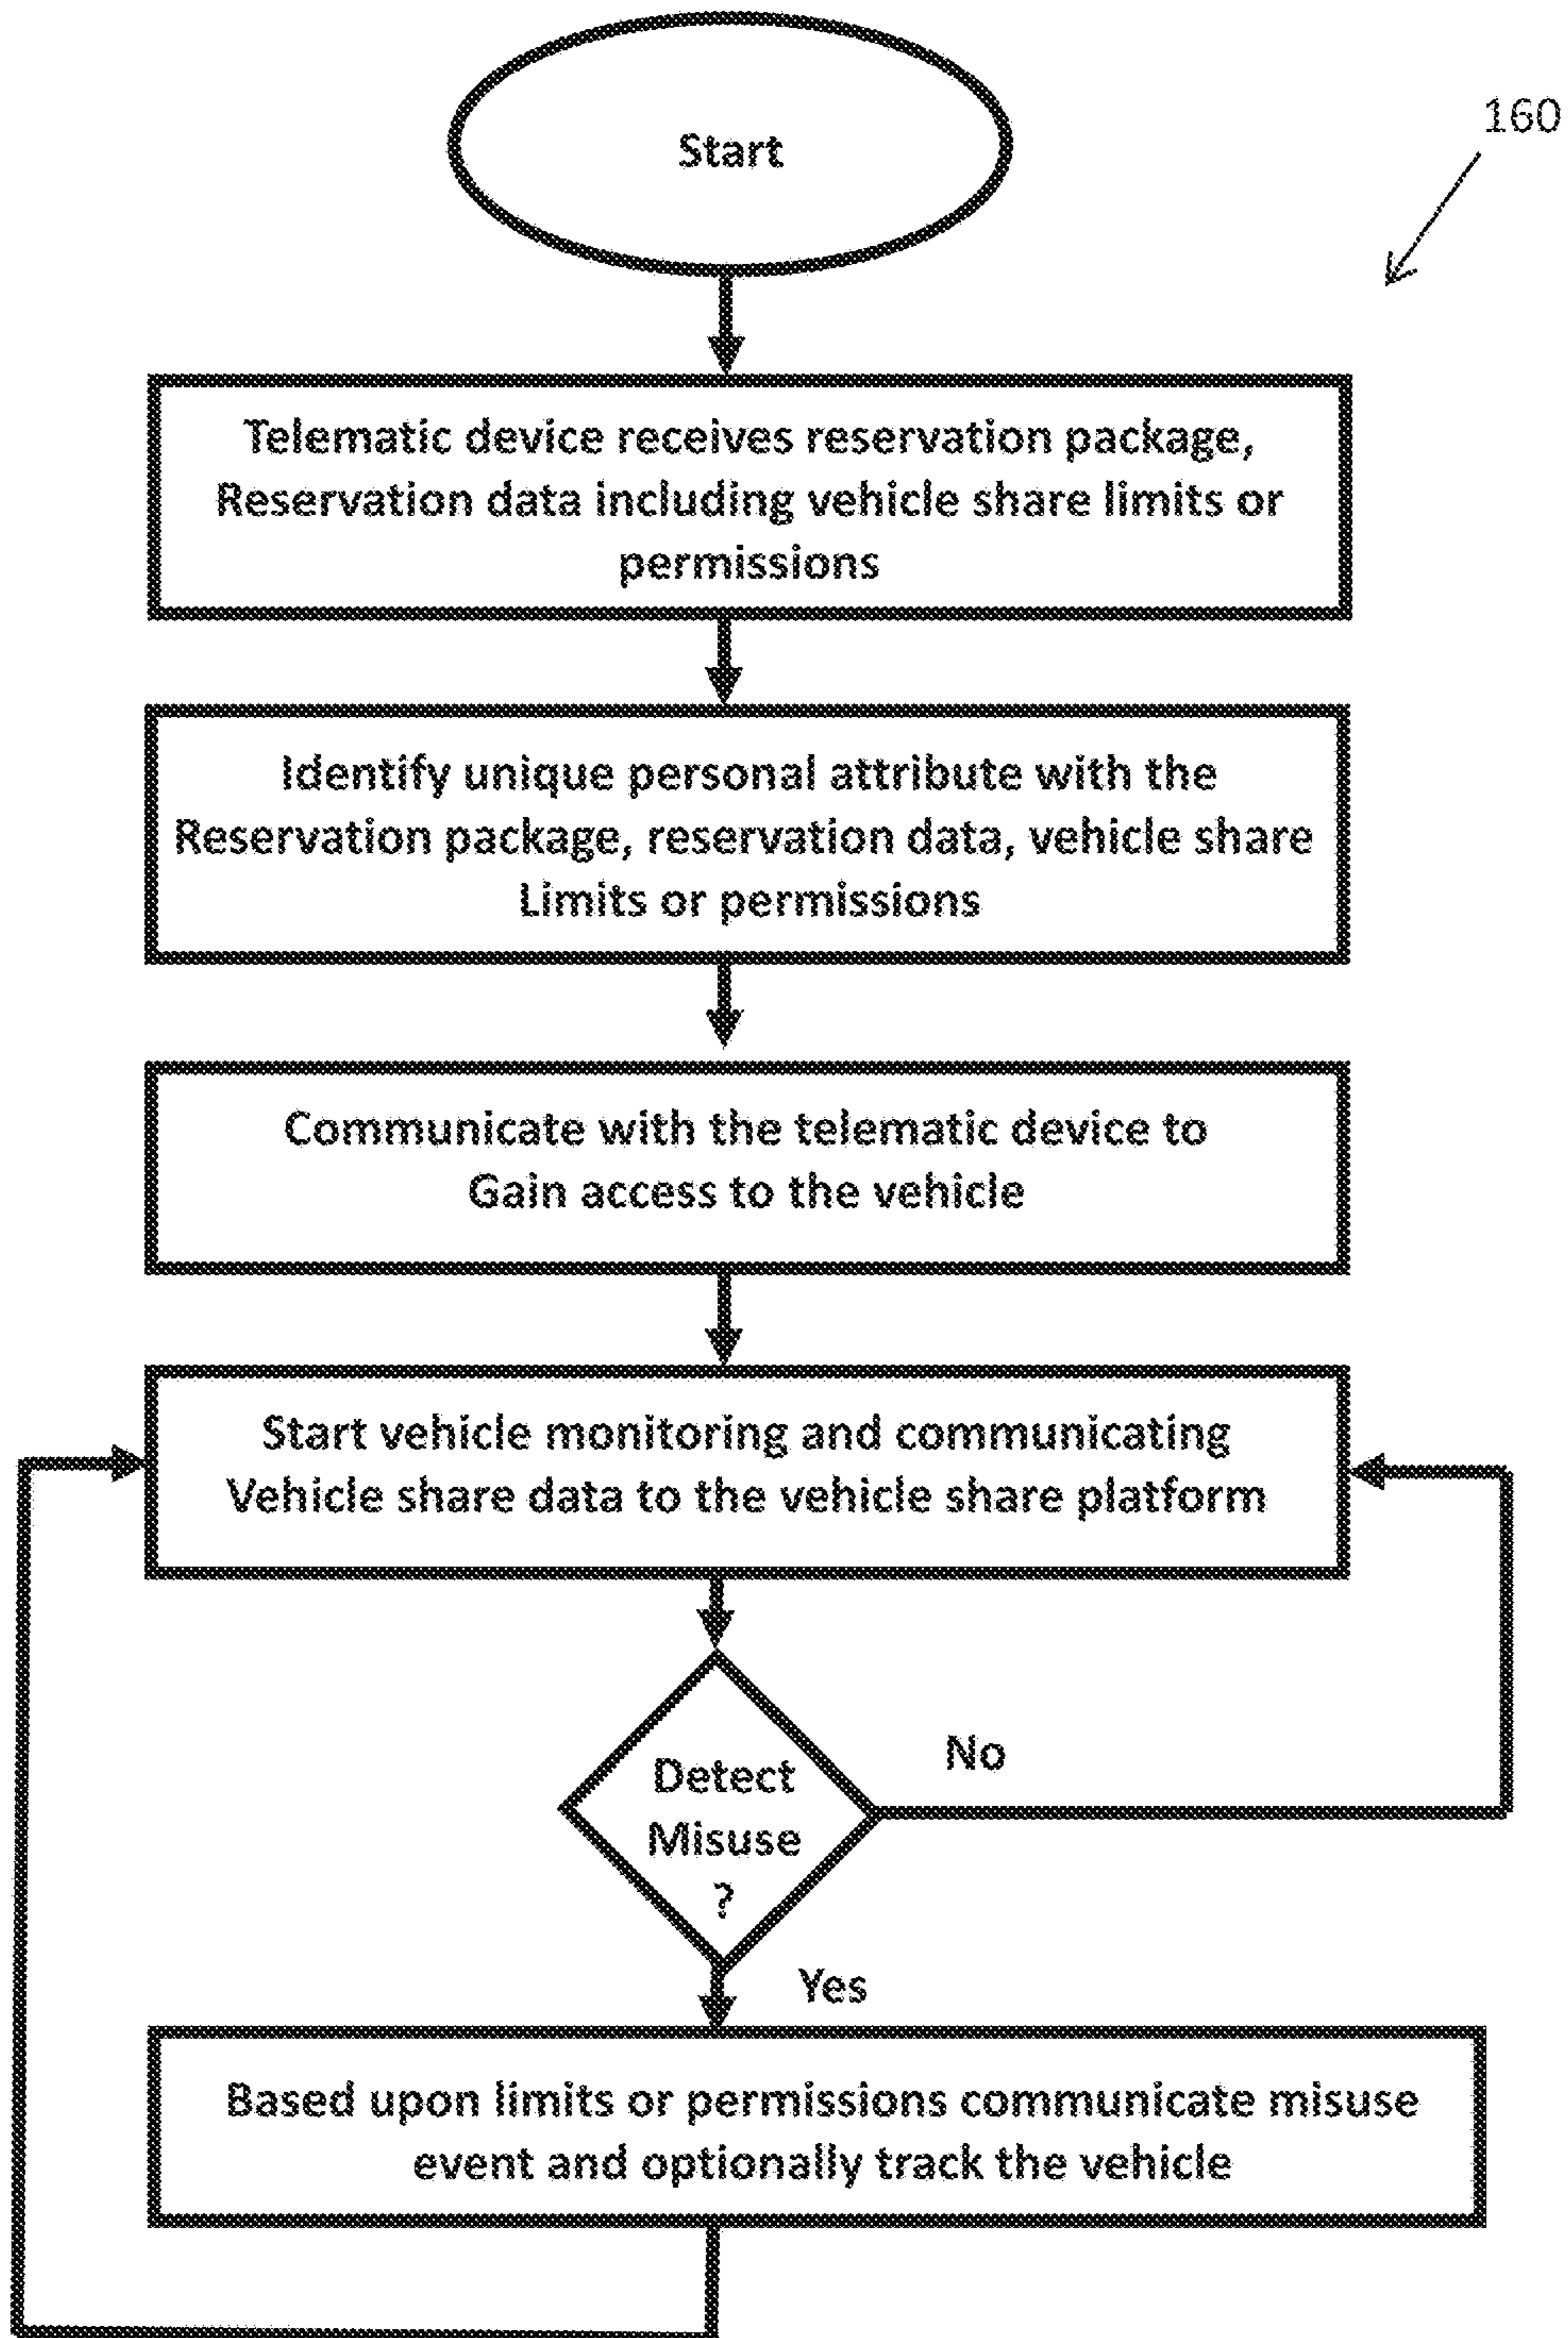 Start
160
Telematic device receives reservation package,
Reservation data including vehicle share limits or
permissions
Identify unique personal attribute with the
Reservation package, reservation data, vehicle share
Limits or permissions
Communicate with the telematic device to
Gain access to the vehicle
Start vehicle monitoring and communicating
Vehicle share data to the vehicle share platform
Detect
Misuse
?
No
Yes
Based upon limits or permissions communicate misuse
event and optionally track the vehicle